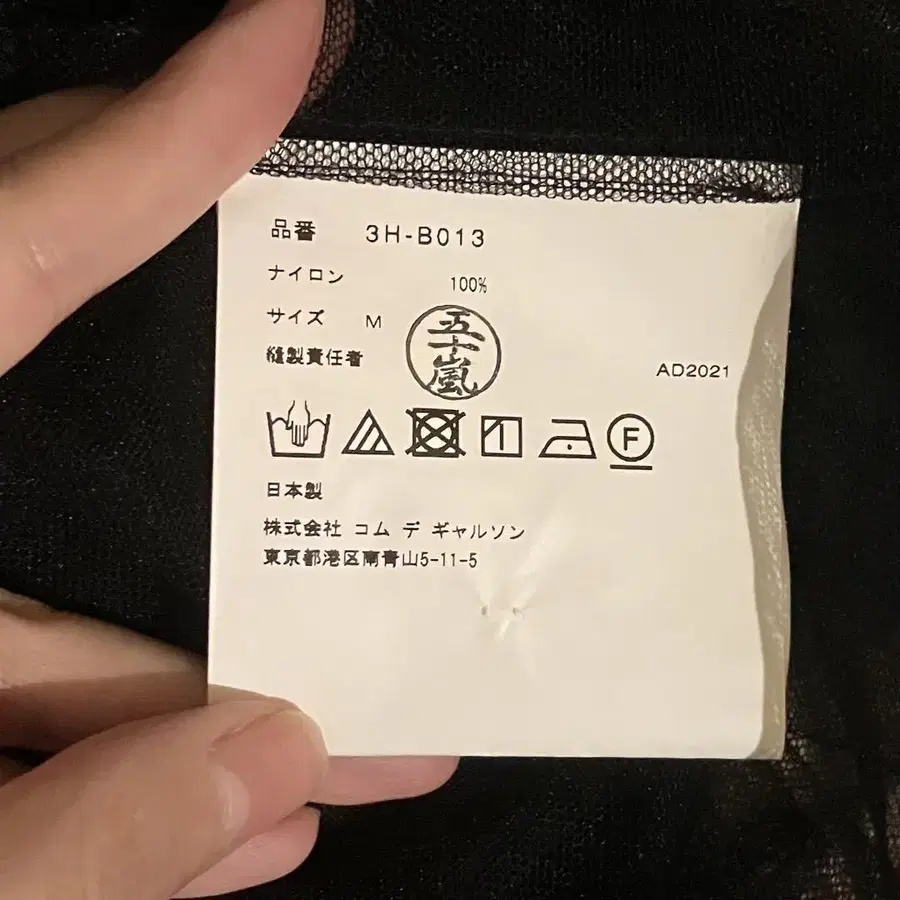 品番 3H-B013
ナイロン 100%
サイズ M
五十嵐
縫製責任者
AD2021
F
日本製
株式会社 コム デ ギャルソン
東京都港区南青山5-11-5